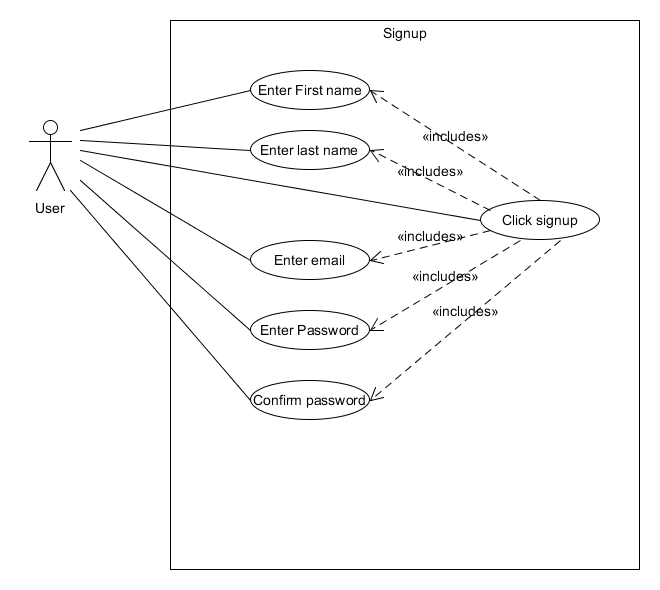 Signup
Enter First name
«includes»
Enter last name
«includes»
User
Click signup
«includes»
Enter email
«includes»
«includes»
Enter Password
Confirm password